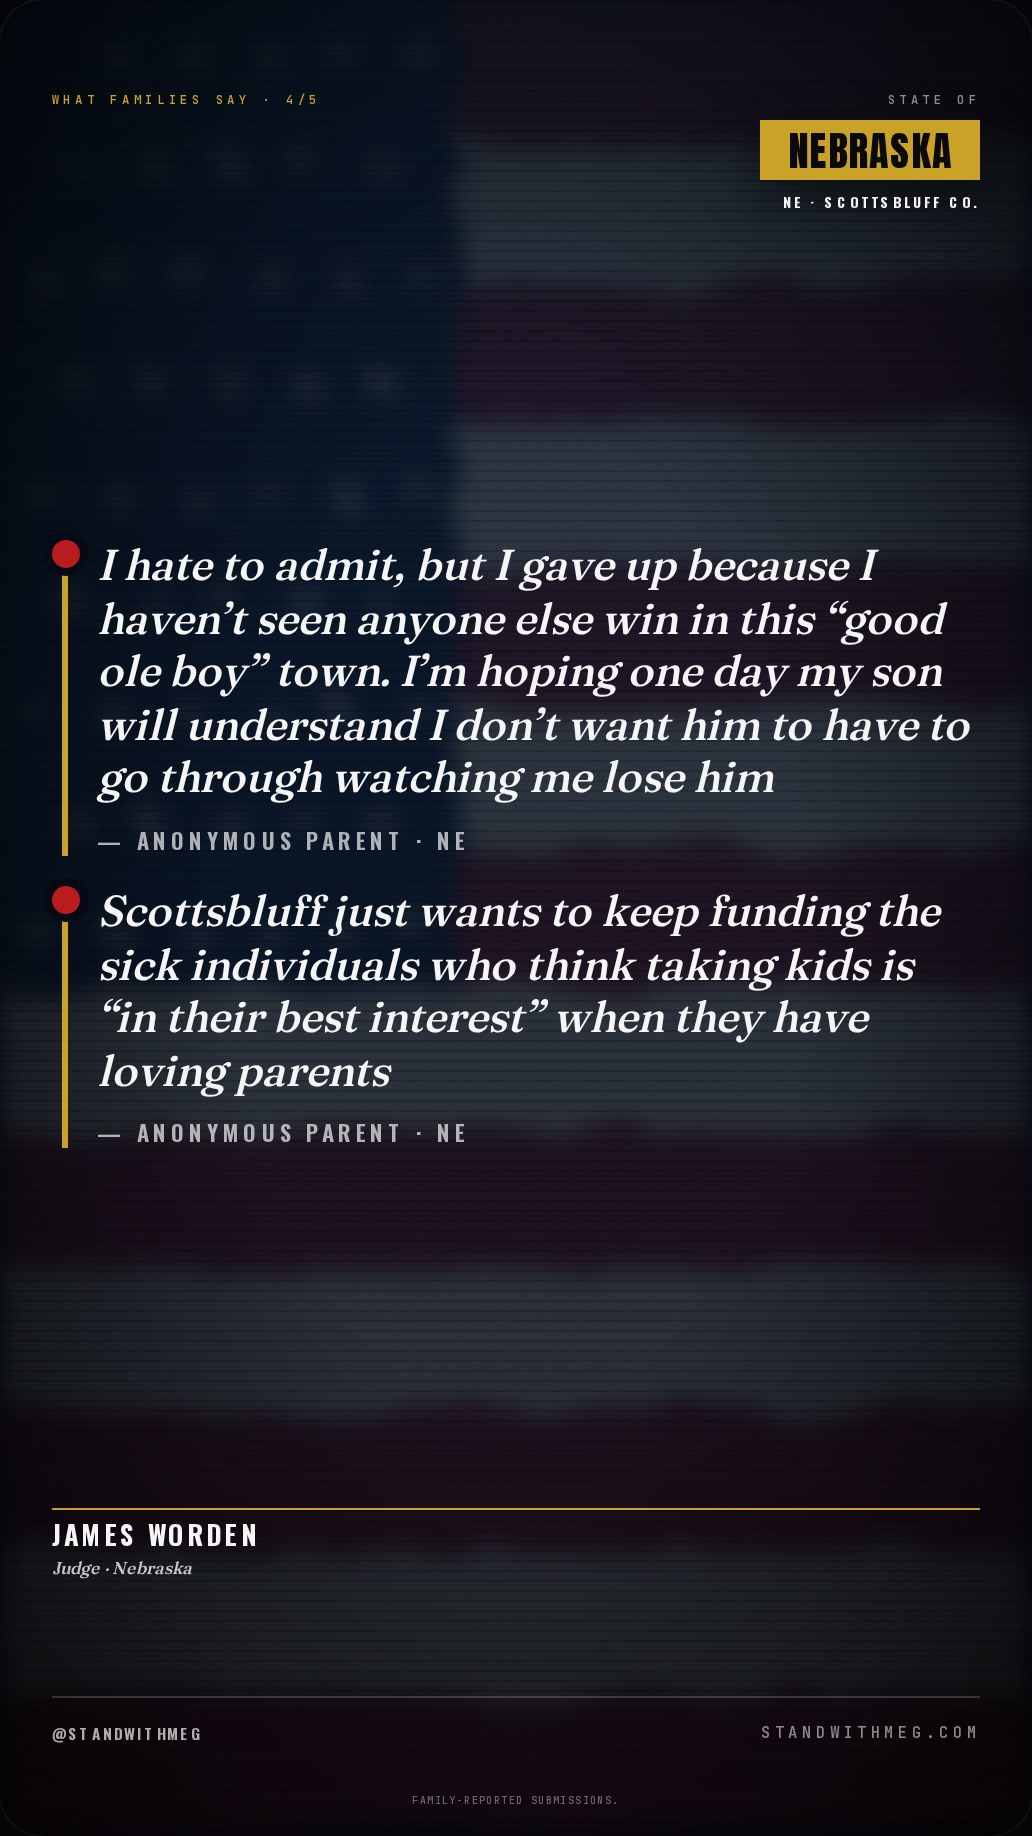 WHAT FAMILIES SAY · 4/5
STATE OF
NEBRASKA
NE · SCOTTSBLUFF CO.
I hate to admit, but I gave up because I
haven’t seen anyone else win in this “good
ole boy” town. I’m hoping one day my son
will understand I don’t want him to have to
go through watching me lose him
— ANONYMOUS PARENT · NE
Scottsbluff just wants to keep funding the
sick individuals who think taking kids is
“in their best interest” when they have
loving parents
— ANONYMOUS PARENT · NE
JAMES WORDEN
Judge · Nebraska
@STANDWITHMEG
STANDWITHMEG.COM
FAMILY-REPORTED SUBMISSIONS.